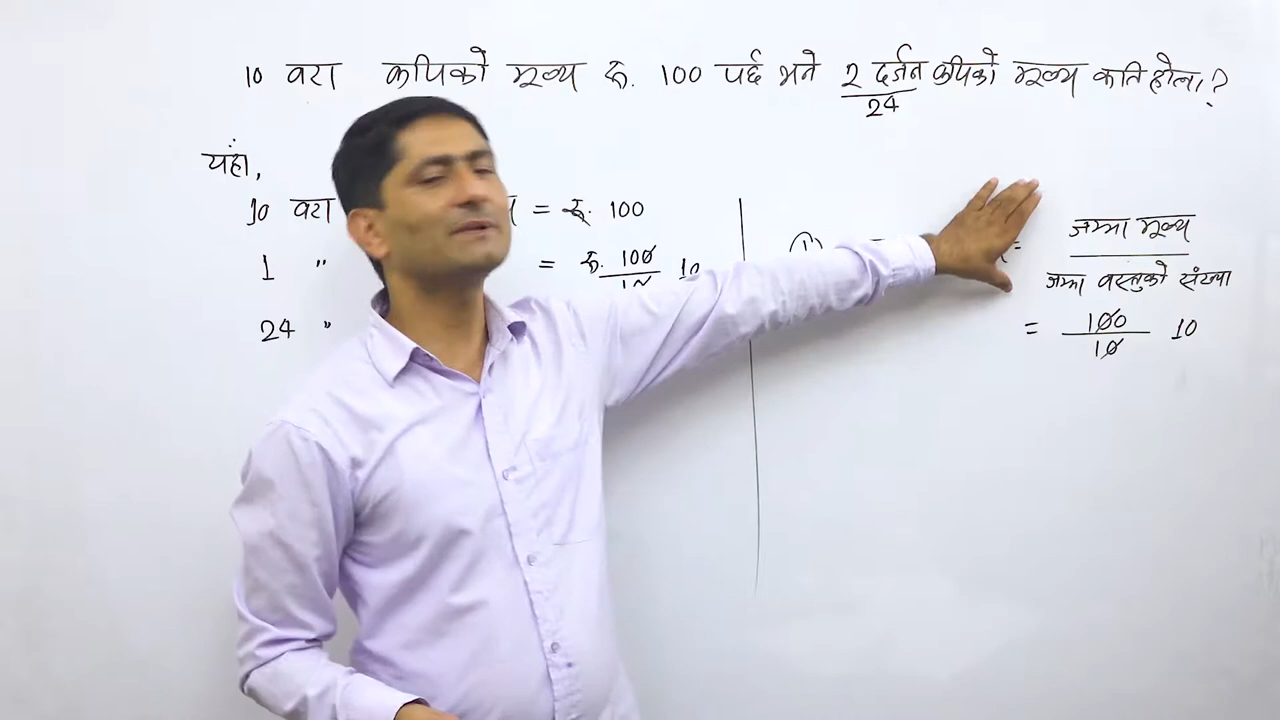 10 वटा कपिको मूल्य रु. 100 पर्छ भने 2 दर्जन कपिको मूल्य कति होला?
24
यहाँ,
10 वटा = रु. 100
1 " = रु. 100/10 10
24 "
(1) = जम्मा मूल्य
जम्मा वस्तुको संख्या
= 100/10 10